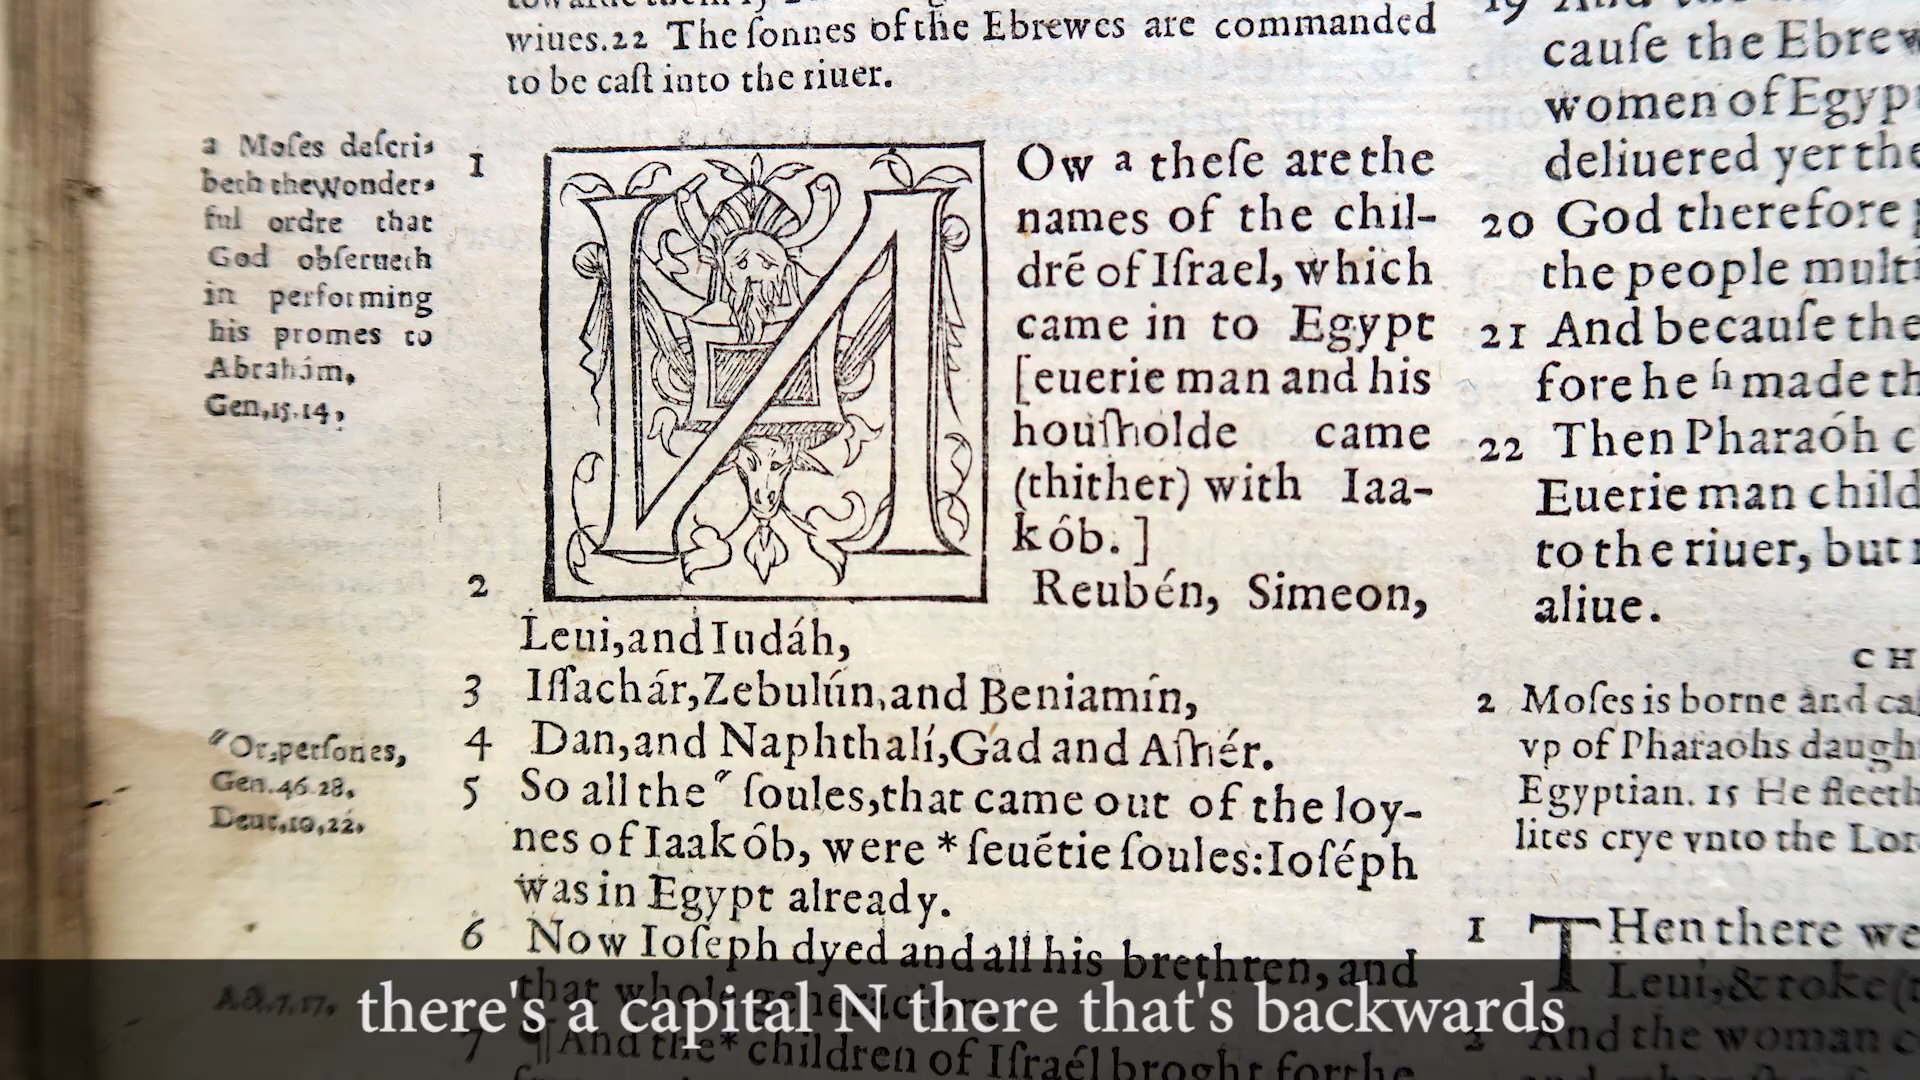 wiues.22 The ſonnes of the Ebrewes are commanded
to be caſt into the riuer.
a Moſes deſcri-
beth the wonder-
ful ordre that
God obſerueth
in performing
his promes to
Abrahám,
Gen,15.14,
1 NOw a theſe are the
names of the chil-
drē of Iſrael, which
came in to Egypt
[euerie man and his
houſholde came
(thither) with Iaa-
kób.]
2 Reubén, Simeon,
Leui, and Iudáh,
3 Iſſachár, Zebulún, and Beniamín,
4 Dan, and Naphthalí, Gad and Aſhér.
"Or, perſones,
Gen.46.28,
Deut,10,22,
5 So all the " ſoules, that came out of the loy-
nes of Iaakób, were * ſeuētie ſoules: Ioſéph
was in Egypt already.
6 Now Ioſeph dyed and all his brethren, and
that whole generacion.
Act.7.17,
7 ¶ And the * children of Iſraél broght forthe
19 And
cauſe the Ebrew
women of Egyp
deliuered yer the
20 God therefore
the people multi
21 And becauſe the
fore he h made th
22 Then Pharaóh c
Euerie man child
to the riuer, but
aliue.
CH
2 Moſes is borne and ca
vp of Pharaohs daugh
Egyptian. 15 He fleeth
lites crye vnto the Lor
1 THen there we
Leui, & toke
2 And the woman c
there's a capital N there that's backwards